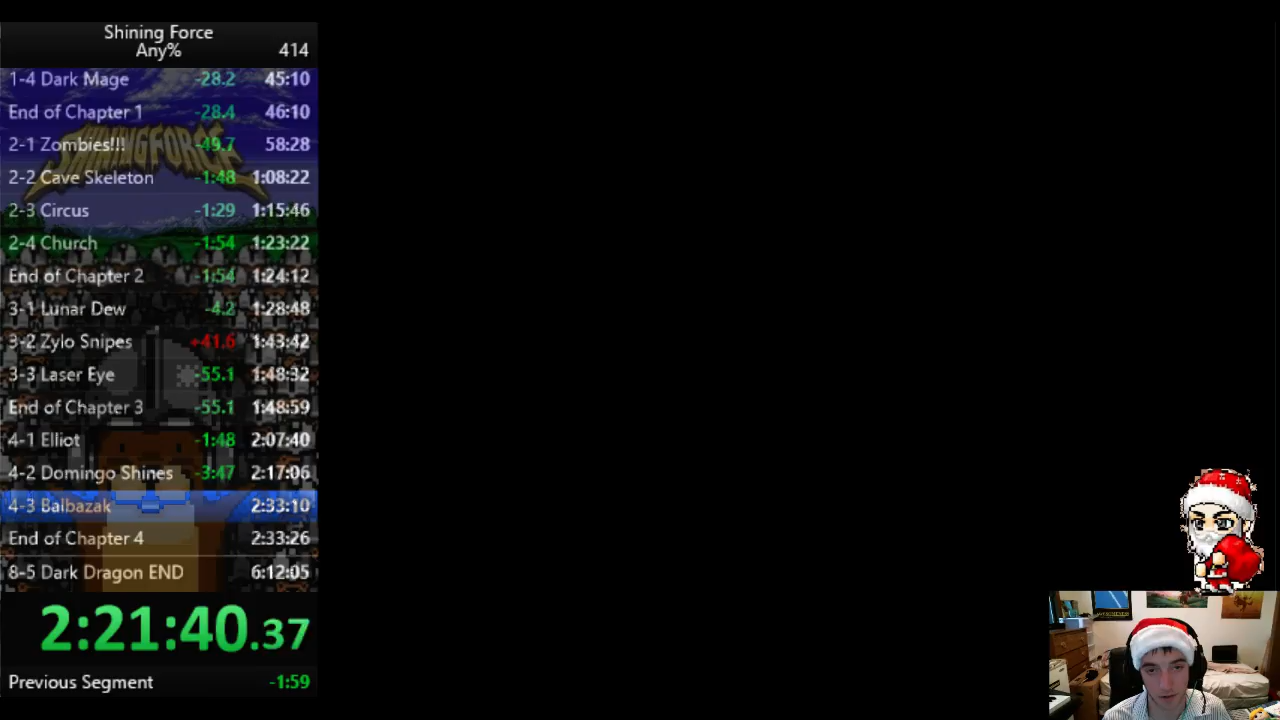 Shining Force
Any% 414
1-4 Dark Mage -28.2 45:10
End of Chapter 1 -28.4 46:10
2-1 Zombies!!! -49.7 58:28
2-2 Cave Skeleton -1:48 1:08:22
2-3 Circus -1:29 1:15:46
2-4 Church -1:54 1:23:22
End of Chapter 2 -1:54 1:24:12
3-1 Lunar Dew -4.2 1:28:48
3-2 Zylo Snipes +41.6 1:43:42
3-3 Laser Eye -55.1 1:48:32
End of Chapter 3 -55.1 1:48:59
4-1 Elliot -1:48 2:07:40
4-2 Domingo Shines -3:47 2:17:06
4-3 Balbazak 2:33:10
End of Chapter 4 2:33:26
8-5 Dark Dragon END 6:12:05
2:21:40.37
Previous Segment -1:59
SHINING FORCE